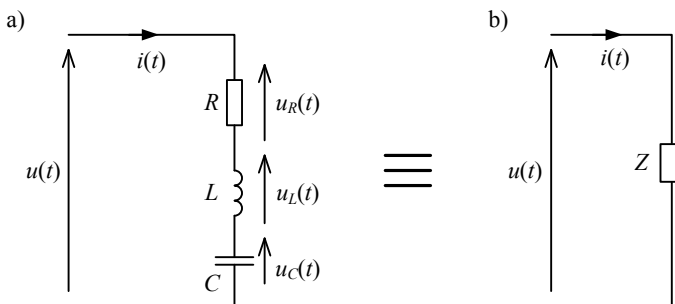 a)
i(t)
R
u_R(t)
u(t)
L
u_L(t)
C
u_C(t)
b)
i(t)
u(t)
Z